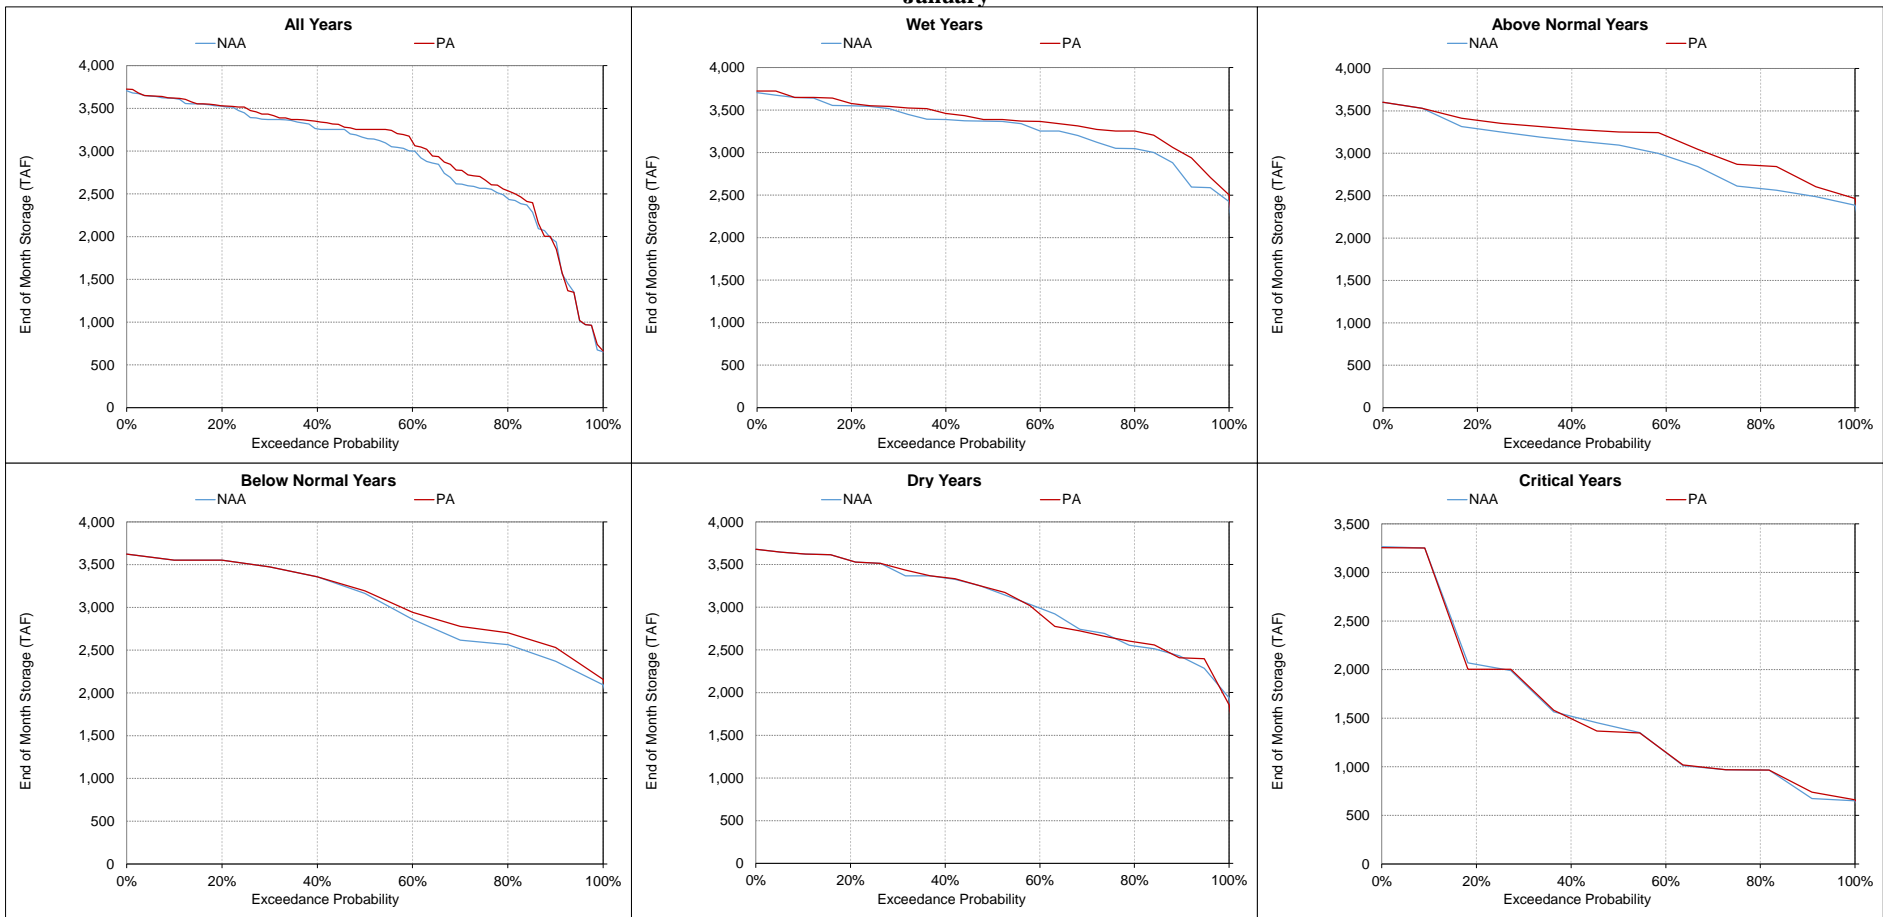 January
All Years
NAA PA
4,000
3,500
3,000
2,500
2,000
1,500
1,000
500
0
End of Month Storage (TAF)
0% 20% 40% 60% 80% 100%
Exceedance Probability
Wet Years
NAA PA
4,000
3,500
3,000
2,500
2,000
1,500
1,000
500
0
End of Month Storage (TAF)
0% 20% 40% 60% 80% 100%
Exceedance Probability
Above Normal Years
NAA PA
4,000
3,500
3,000
2,500
2,000
1,500
1,000
500
0
End of Month Storage (TAF)
0% 20% 40% 60% 80% 100%
Exceedance Probability
Below Normal Years
NAA PA
4,000
3,500
3,000
2,500
2,000
1,500
1,000
500
0
End of Month Storage (TAF)
0% 20% 40% 60% 80% 100%
Exceedance Probability
Dry Years
NAA PA
4,000
3,500
3,000
2,500
2,000
1,500
1,000
500
0
End of Month Storage (TAF)
0% 20% 40% 60% 80% 100%
Exceedance Probability
Critical Years
NAA PA
3,500
3,000
2,500
2,000
1,500
1,000
500
0
End of Month Storage (TAF)
0% 20% 40% 60% 80% 100%
Exceedance Probability